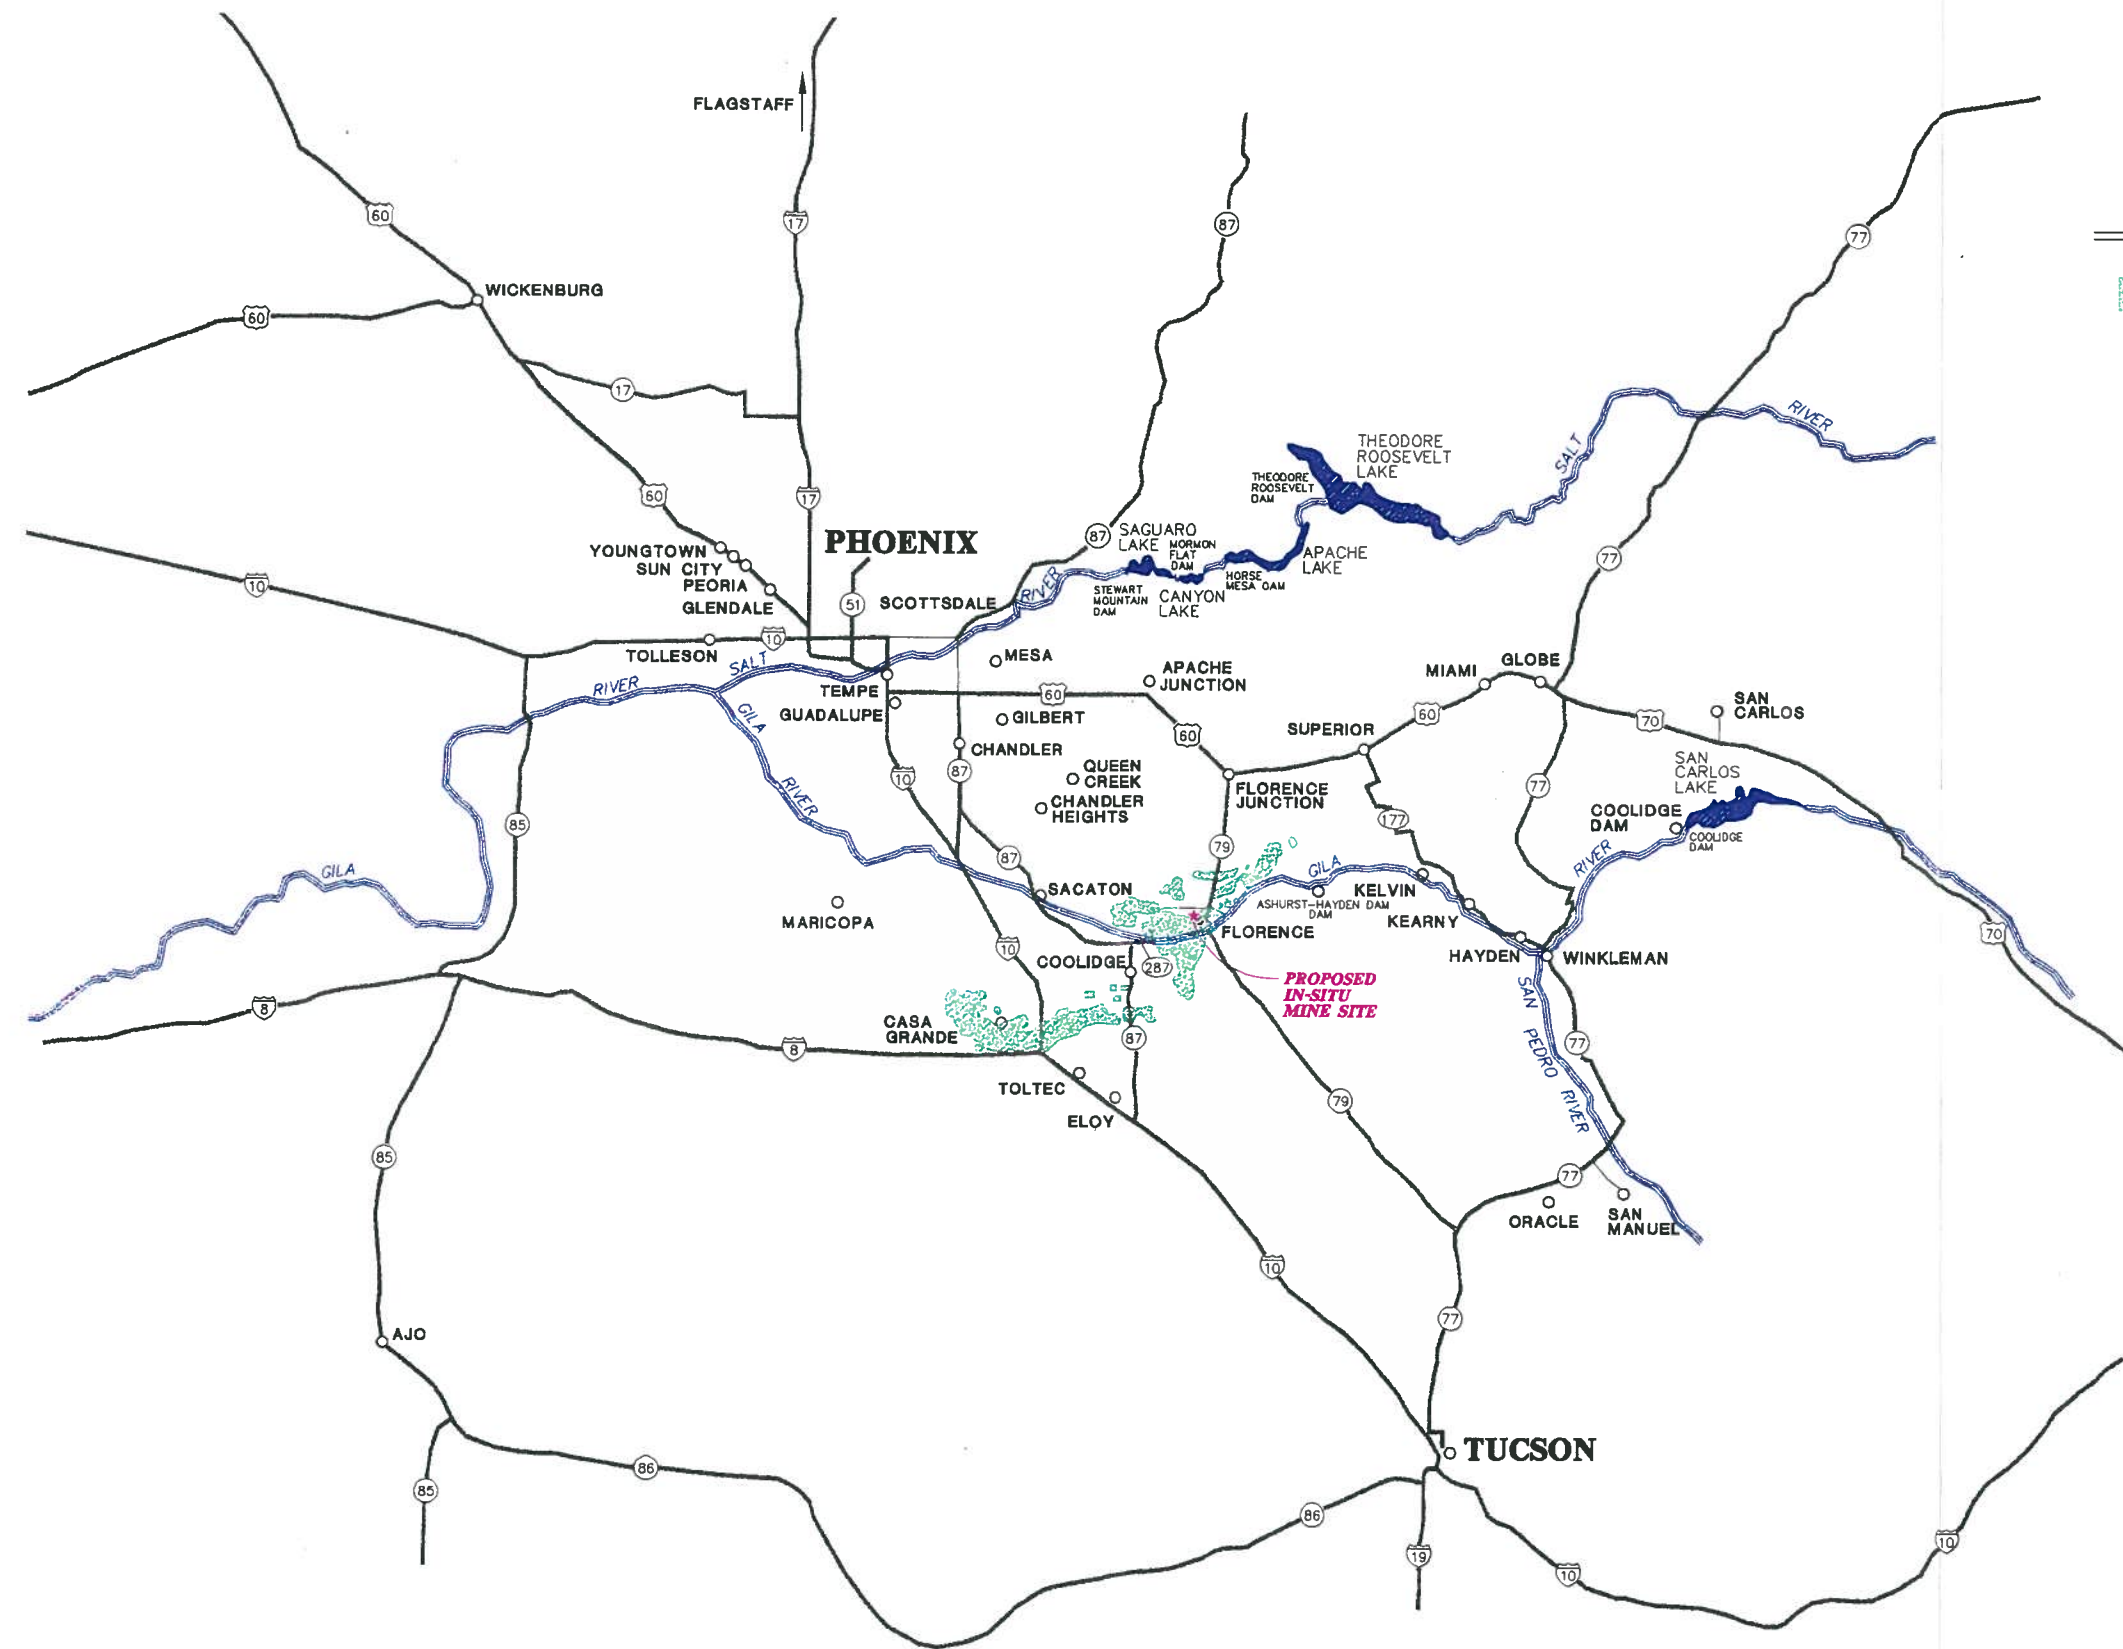 FLAGSTAFF
60
17
87
77
WICKENBURG
60
17
RIVER
SALT
THEODORE
ROOSEVELT
LAKE
THEODORE
ROOSEVELT
DAM
60
17
PHOENIX
87
SAGUARO
LAKE
MORMON
FLAT
DAM
APACHE
LAKE
HORSE
MESA DAM
STEWART
MOUNTAIN
DAM
CANYON
LAKE
77
YOUNGTOWN
SUN CITY
PEORIA
GLENDALE
10
51
SCOTTSDALE
RIVER
10
TOLLESON
SALT
MESA
TEMPE
RIVER
GUADALUPE
GILA
60
APACHE
JUNCTION
MIAMI
GLOBE
GILBERT
60
SUPERIOR
60
70
SAN
CARLOS
CHANDLER
87
10
QUEEN
CREEK
CHANDLER
HEIGHTS
FLORENCE
JUNCTION
RIVER
77
SAN
CARLOS
LAKE
COOLIDGE
DAM
COOLIDGE
DAM
177
85
87
79
GILA
GILA
RIVER
SACATON
KELVIN
ASHURST-HAYDEN DAM
DAM
KEARNY
MARICOPA
FLORENCE
10
70
COOLIDGE
287
HAYDEN
WINKLEMAN
PROPOSED
IN-SITU
MINE SITE
SAN
PEDRO
RIVER
8
CASA
GRANDE
8
87
77
TOLTEC
ELOY
79
85
77
ORACLE
SAN
MANUEL
10
77
AJO
TUCSON
86
85
86
19
10
10